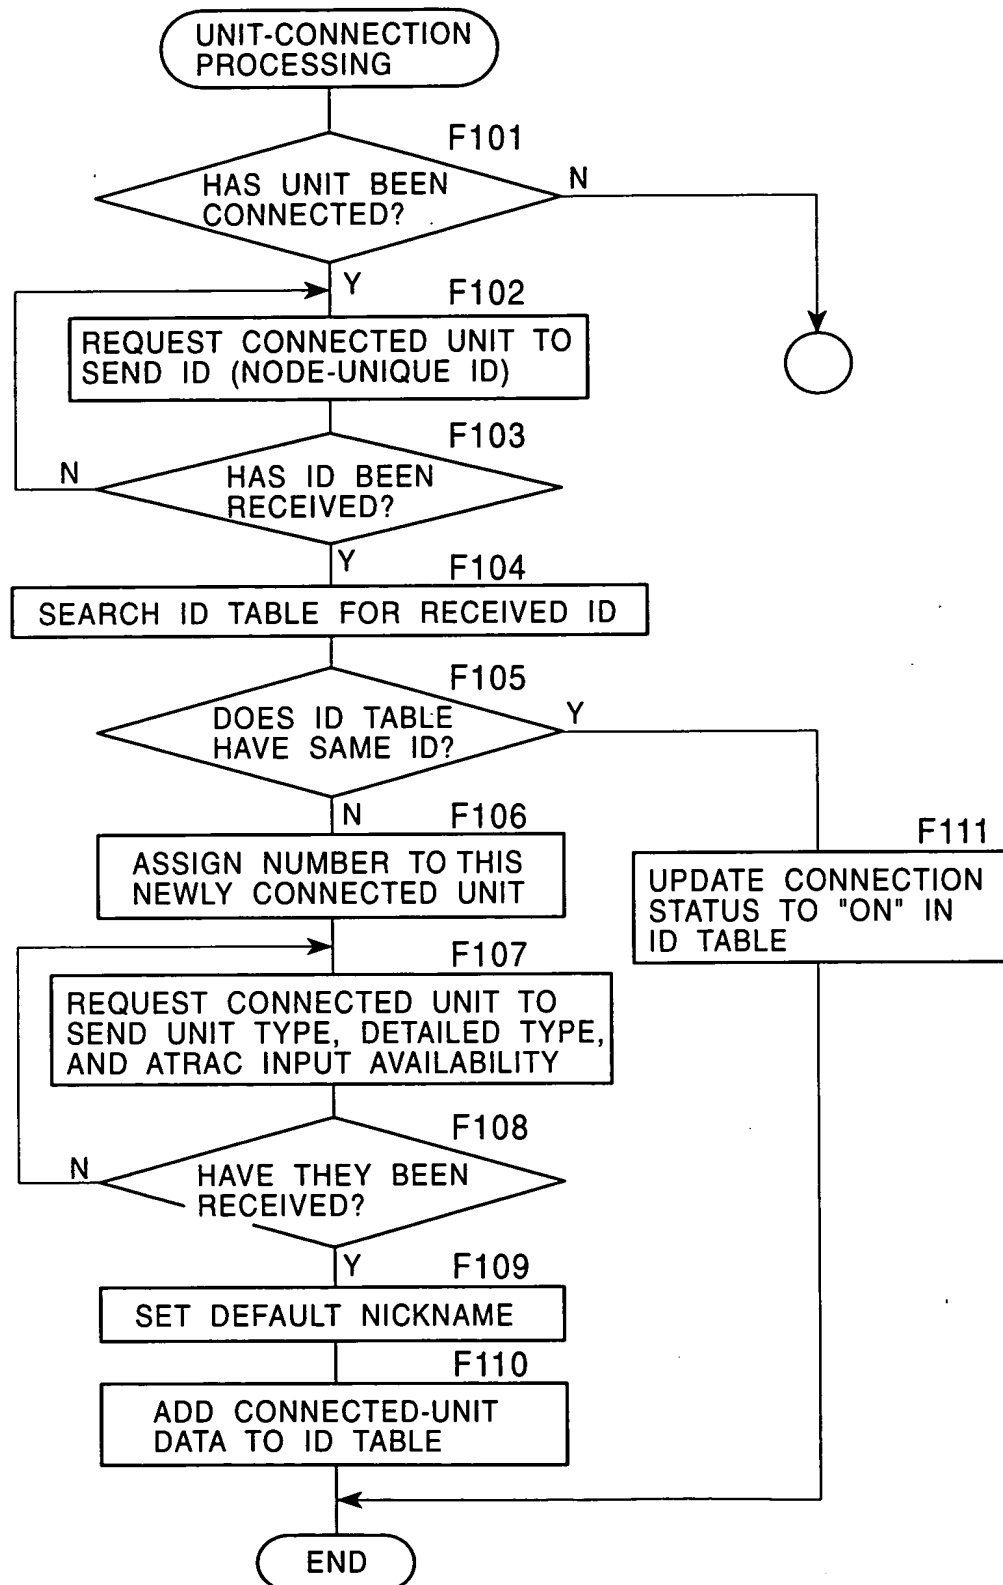 UNIT-CONNECTION
PROCESSING
F101
HAS UNIT BEEN
CONNECTED?
N
Y
F102
REQUEST CONNECTED UNIT TO
SEND ID (NODE-UNIQUE ID)
F103
N
HAS ID BEEN
RECEIVED?
Y
F104
SEARCH ID TABLE FOR RECEIVED ID
F105
DOES ID TABLE
HAVE SAME ID?
Y
N
F106
ASSIGN NUMBER TO THIS
NEWLY CONNECTED UNIT
F111
UPDATE CONNECTION
STATUS TO "ON" IN
ID TABLE
F107
REQUEST CONNECTED UNIT TO
SEND UNIT TYPE, DETAILED TYPE,
AND ATRAC INPUT AVAILABILITY
F108
N
HAVE THEY BEEN
RECEIVED?
Y
F109
SET DEFAULT NICKNAME
F110
ADD CONNECTED-UNIT
DATA TO ID TABLE
END